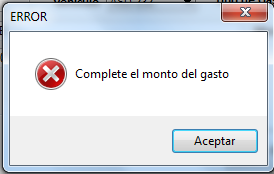 ERROR
Complete el monto del gasto
Aceptar